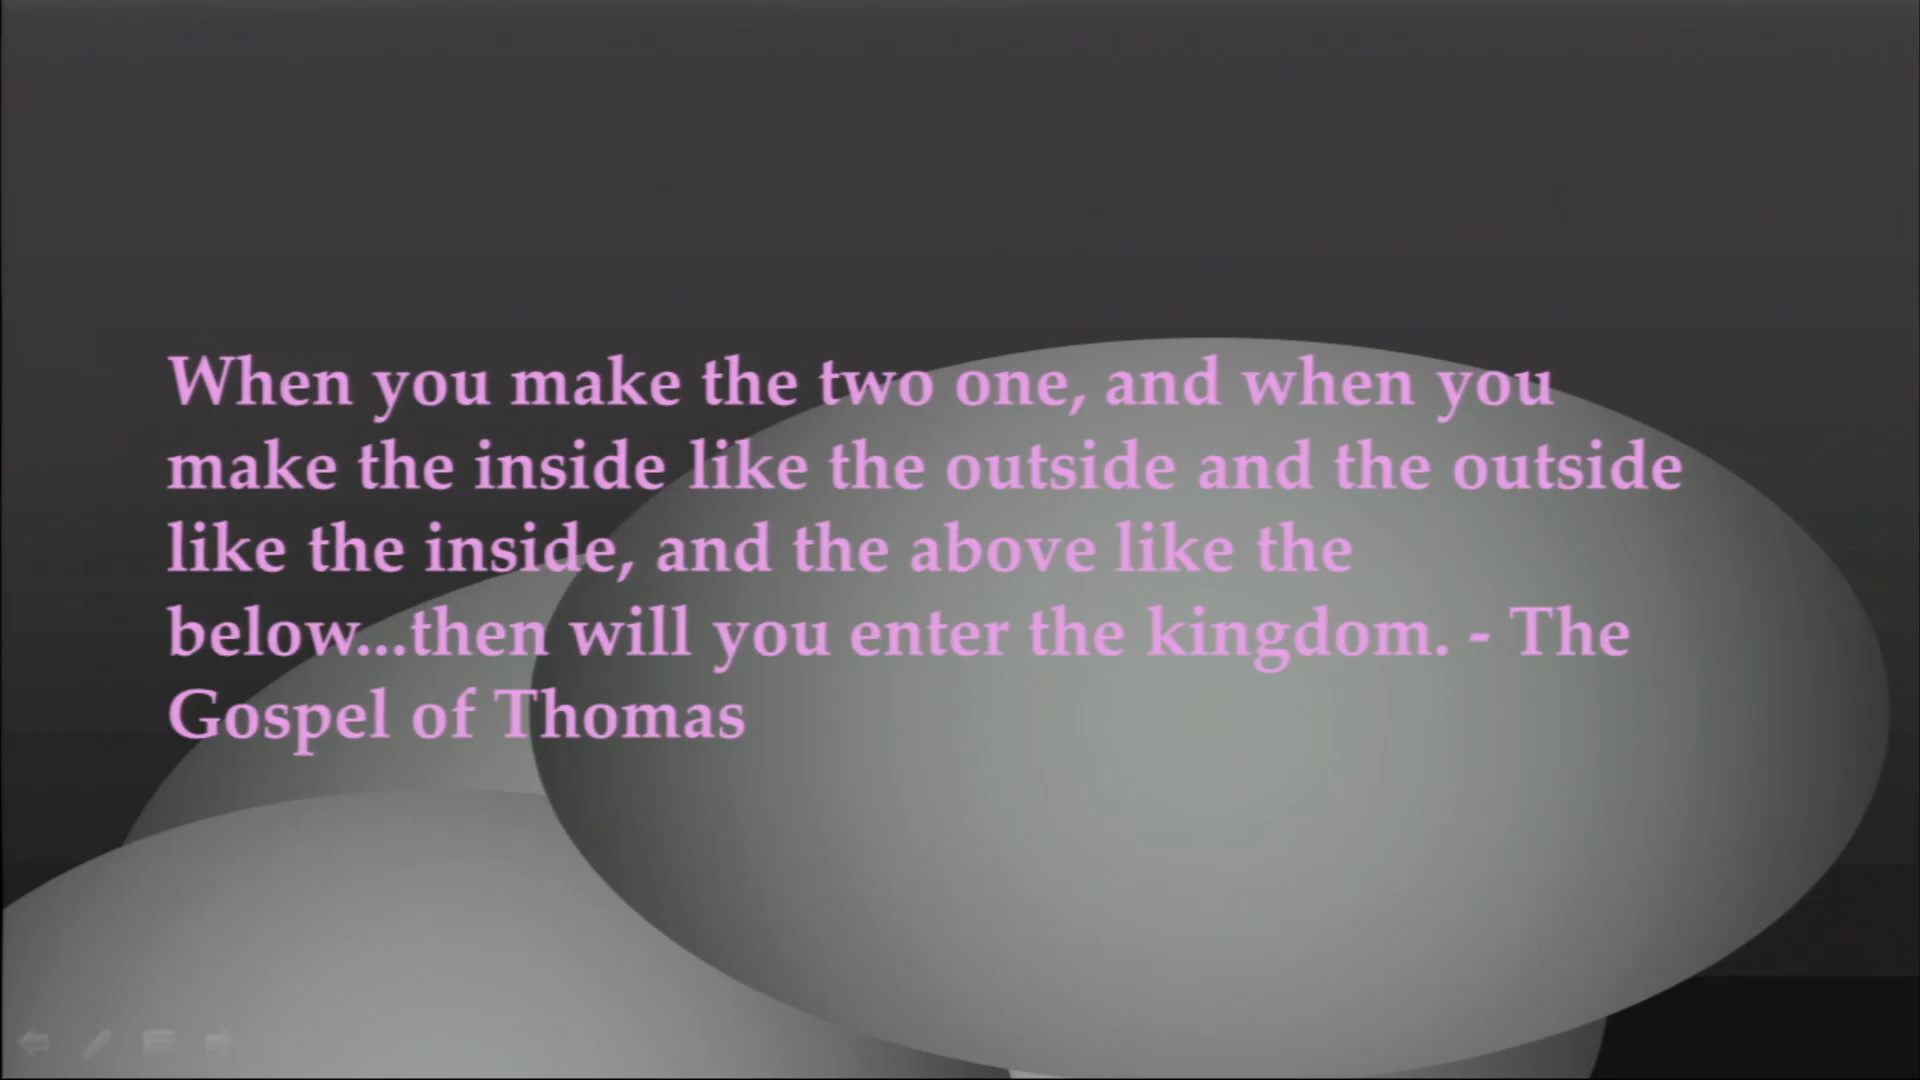 When you make the two one, and when you
make the inside like the outside and the outside
like the inside, and the above like the
below...then will you enter the kingdom. - The
Gospel of Thomas